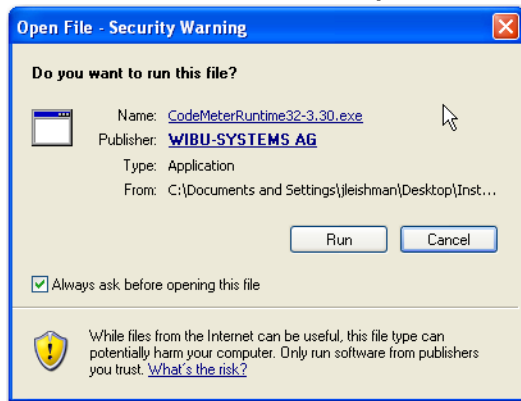 Open File - Security Warning
Do you want to run this file?
Name: CodeMeterRuntime32-3.30.exe
Publisher: WIBU-SYSTEMS AG
Type: Application
From: C:\Documents and Settings\jleishman\Desktop\Inst...
Run Cancel
Always ask before opening this file
While files from the Internet can be useful, this file type can
potentially harm your computer. Only run software from publishers
you trust. What's the risk?